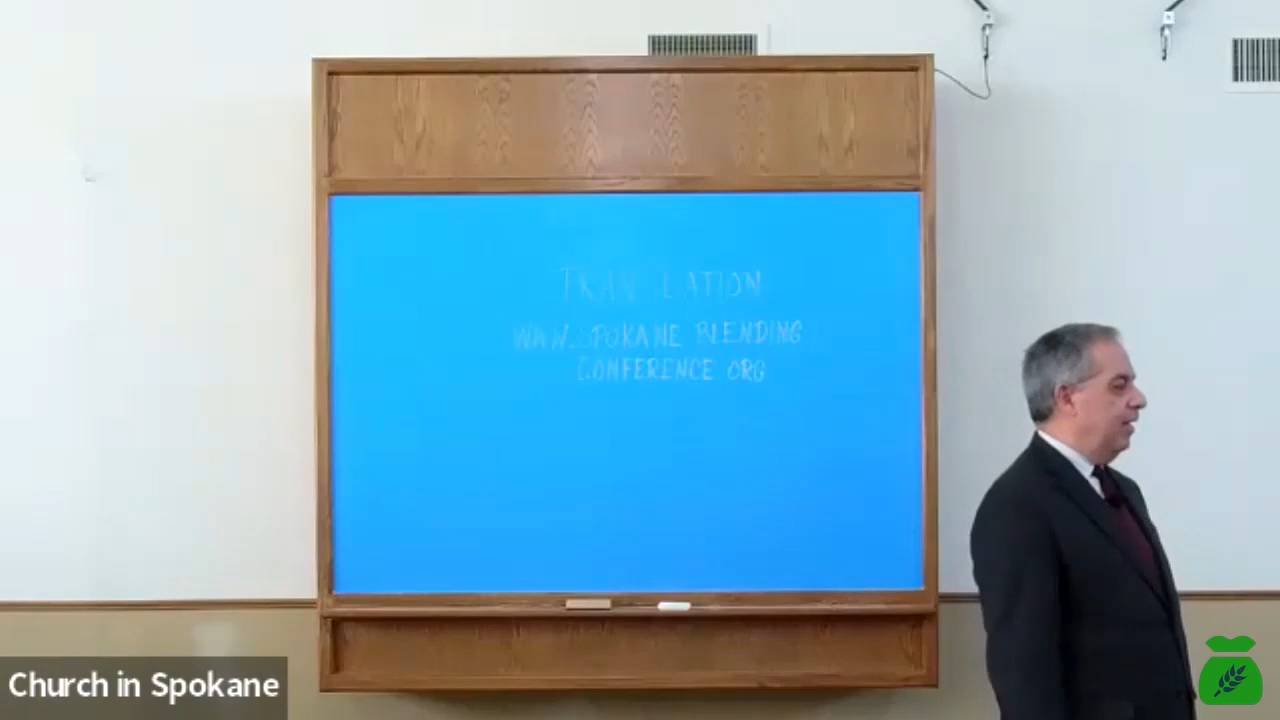 TRANSLATION
WWW.SPOKANE BLENDING
CONFERENCE ORG
Church in Spokane